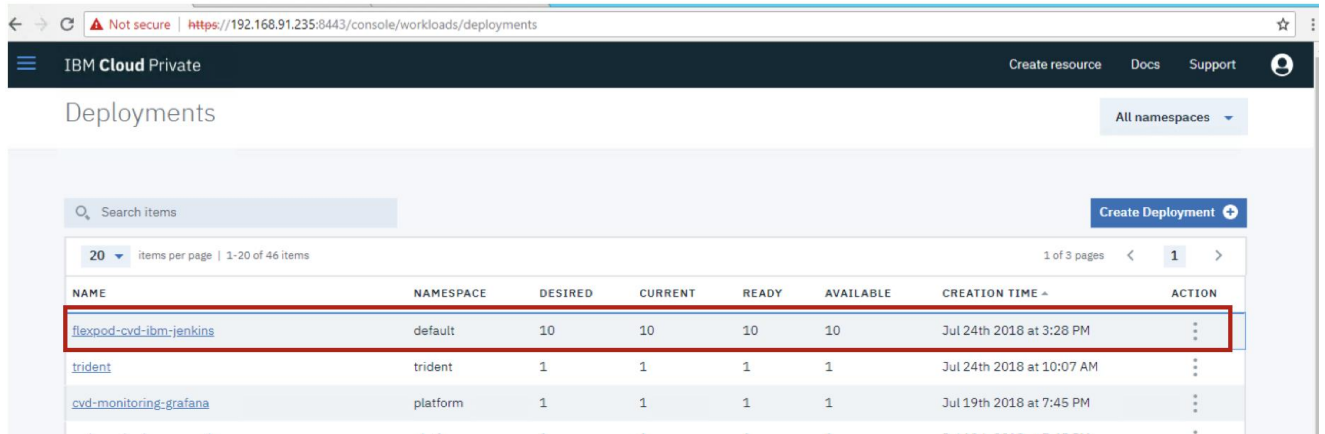 Not secure | https://192.168.91.235:8443/console/workloads/deployments
IBM Cloud Private Create resource Docs Support
Deployments All namespaces
Search items Create Deployment
20 items per page | 1-20 of 46 items 1 of 3 pages < 1 >
NAME NAMESPACE DESIRED CURRENT READY AVAILABLE CREATION TIME ACTION
flexpod-cvd-ibm-jenkins default 10 10 10 10 Jul 24th 2018 at 3:28 PM
trident trident 1 1 1 1 Jul 24th 2018 at 10:07 AM
cvd-monitoring-grafana platform 1 1 1 1 Jul 19th 2018 at 7:45 PM